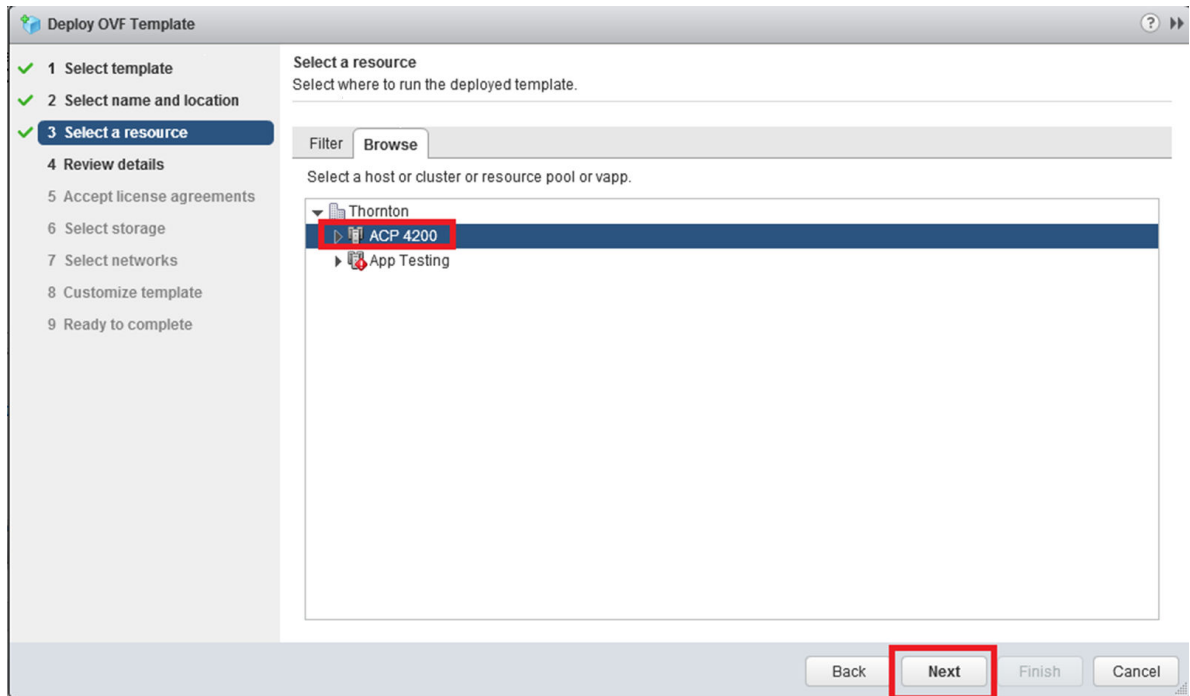 Deploy OVF Template
?
1 Select template
2 Select name and location
3 Select a resource
4 Review details
5 Accept license agreements
6 Select storage
7 Select networks
8 Customize template
9 Ready to complete
Select a resource
Select where to run the deployed template.
Filter Browse
Select a host or cluster or resource pool or vapp.
Thornton
ACP 4200
App Testing
Back Next Finish Cancel